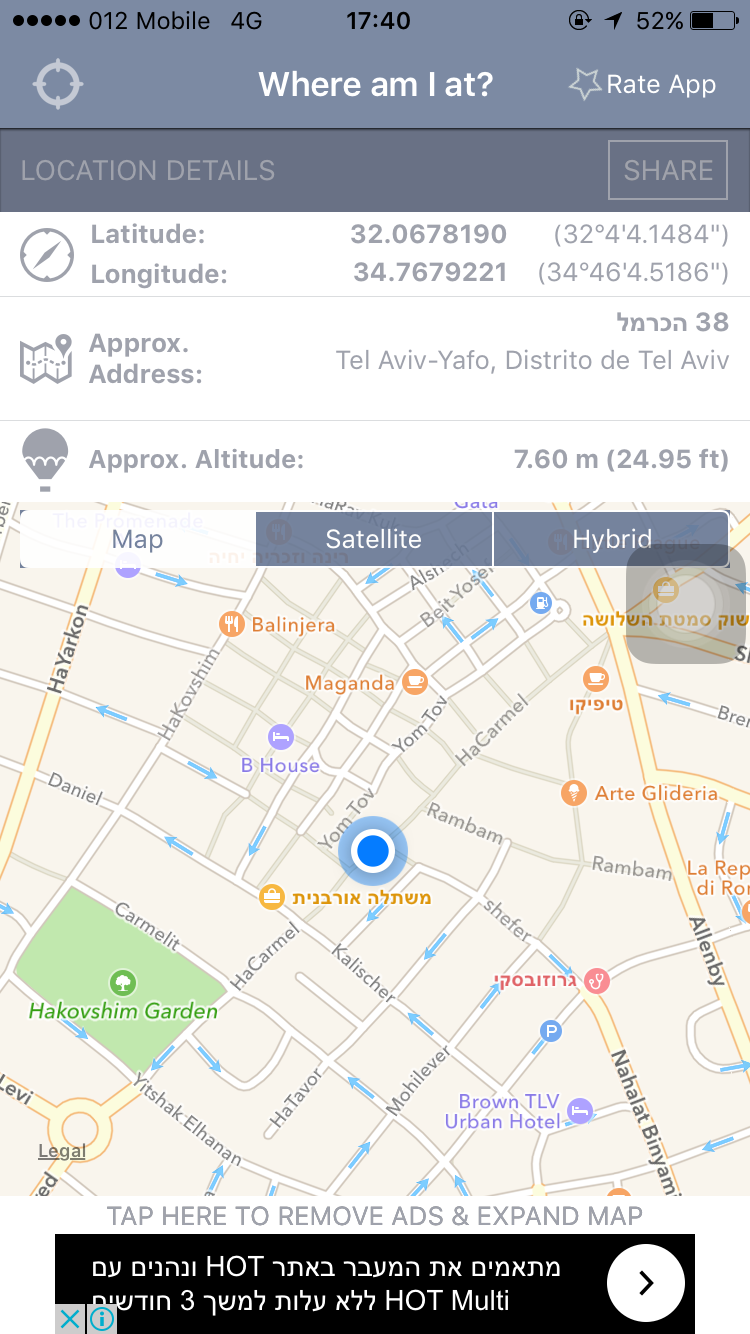 012 Mobile 4G 17:40 52%
Where am I at?
Rate App
LOCATION DETAILS
SHARE
Latitude: 32.0678190 (32°4'4.1484")
Longitude: 34.7679221 (34°46'4.5186")
38 הכרמל
Approx. Address:
Tel Aviv-Yafo, Distrito de Tel Aviv
Approx. Altitude: 7.60 m (24.95 ft)
Gata
The Promenade
Map
Satellite
Hybrid
רינה וזכריה יחיה
Alshech
Beit Yosef
שוק סמטת השלושה
Balinjera
HaYarkon
HaKovshim
Maganda
טיפיקו
Yom Tov
HaCarmel
B House
Daniel
Arte Glideria
Yom Tov
Rambam
Rambam
La Rep
di Ro
משתלה אורבנית
Carmelit
HaCarmel
shefer
Allenby
Kalischer
גרוזובסקי
Hakovshim Garden
P
Levi
Yitshak Elhanan
HaTavor
Mohilever
Nahalat Binyami
Brown TLV
Urban Hotel
Legal
TAP HERE TO REMOVE ADS & EXPAND MAP
מתאמים את המעבר באתר HOT ונהנים עם
HOT Multi ללא עלות למשך 3 חודשים